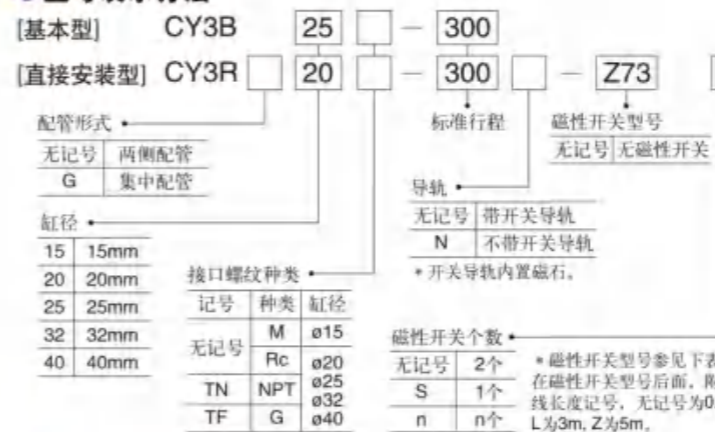 [基本型] CY3B 25 - 300
[直接安装型] CY3R 20 - 300 - Z73
配管形式
无记号 两侧配管
G 集中配管
标准行程
磁性开关型号
无记号 无磁性开关
导轨
无记号 带开关导轨
N 不带开关导轨
* 开关导轨内置磁石。
缸径
15 15mm
20 20mm
25 25mm
32 32mm
40 40mm
接口螺纹种类
记号 种类 缸径
无记号 M ø15
Rc ø20
TN NPT ø25
ø32
TF G ø40
磁性开关个数
无记号 2个
S 1个
n n个
* 磁性开关型号参见下表
在磁性开关型号后面,
线长度记号, 无记号为0
L为3m, Z为5m。